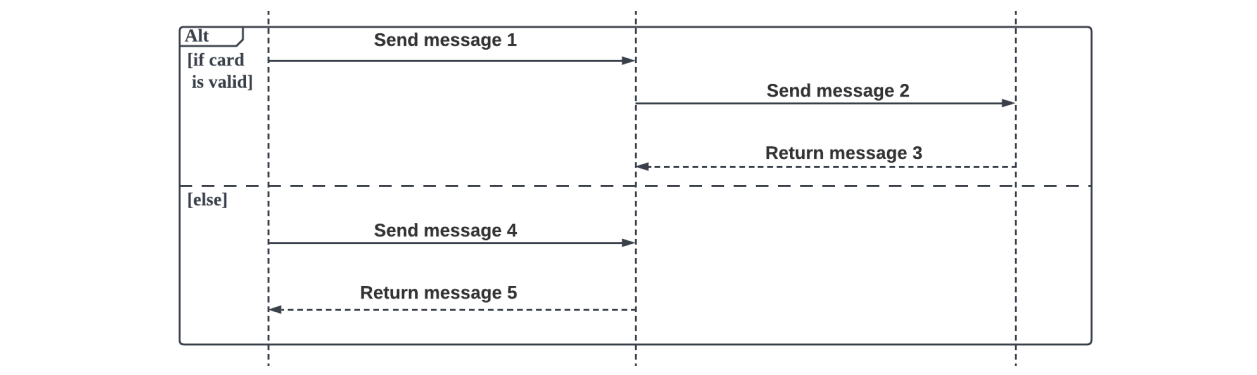 Alt
Send message 1
[if card
is valid]
Send message 2
Return message 3
[else]
Send message 4
Return message 5